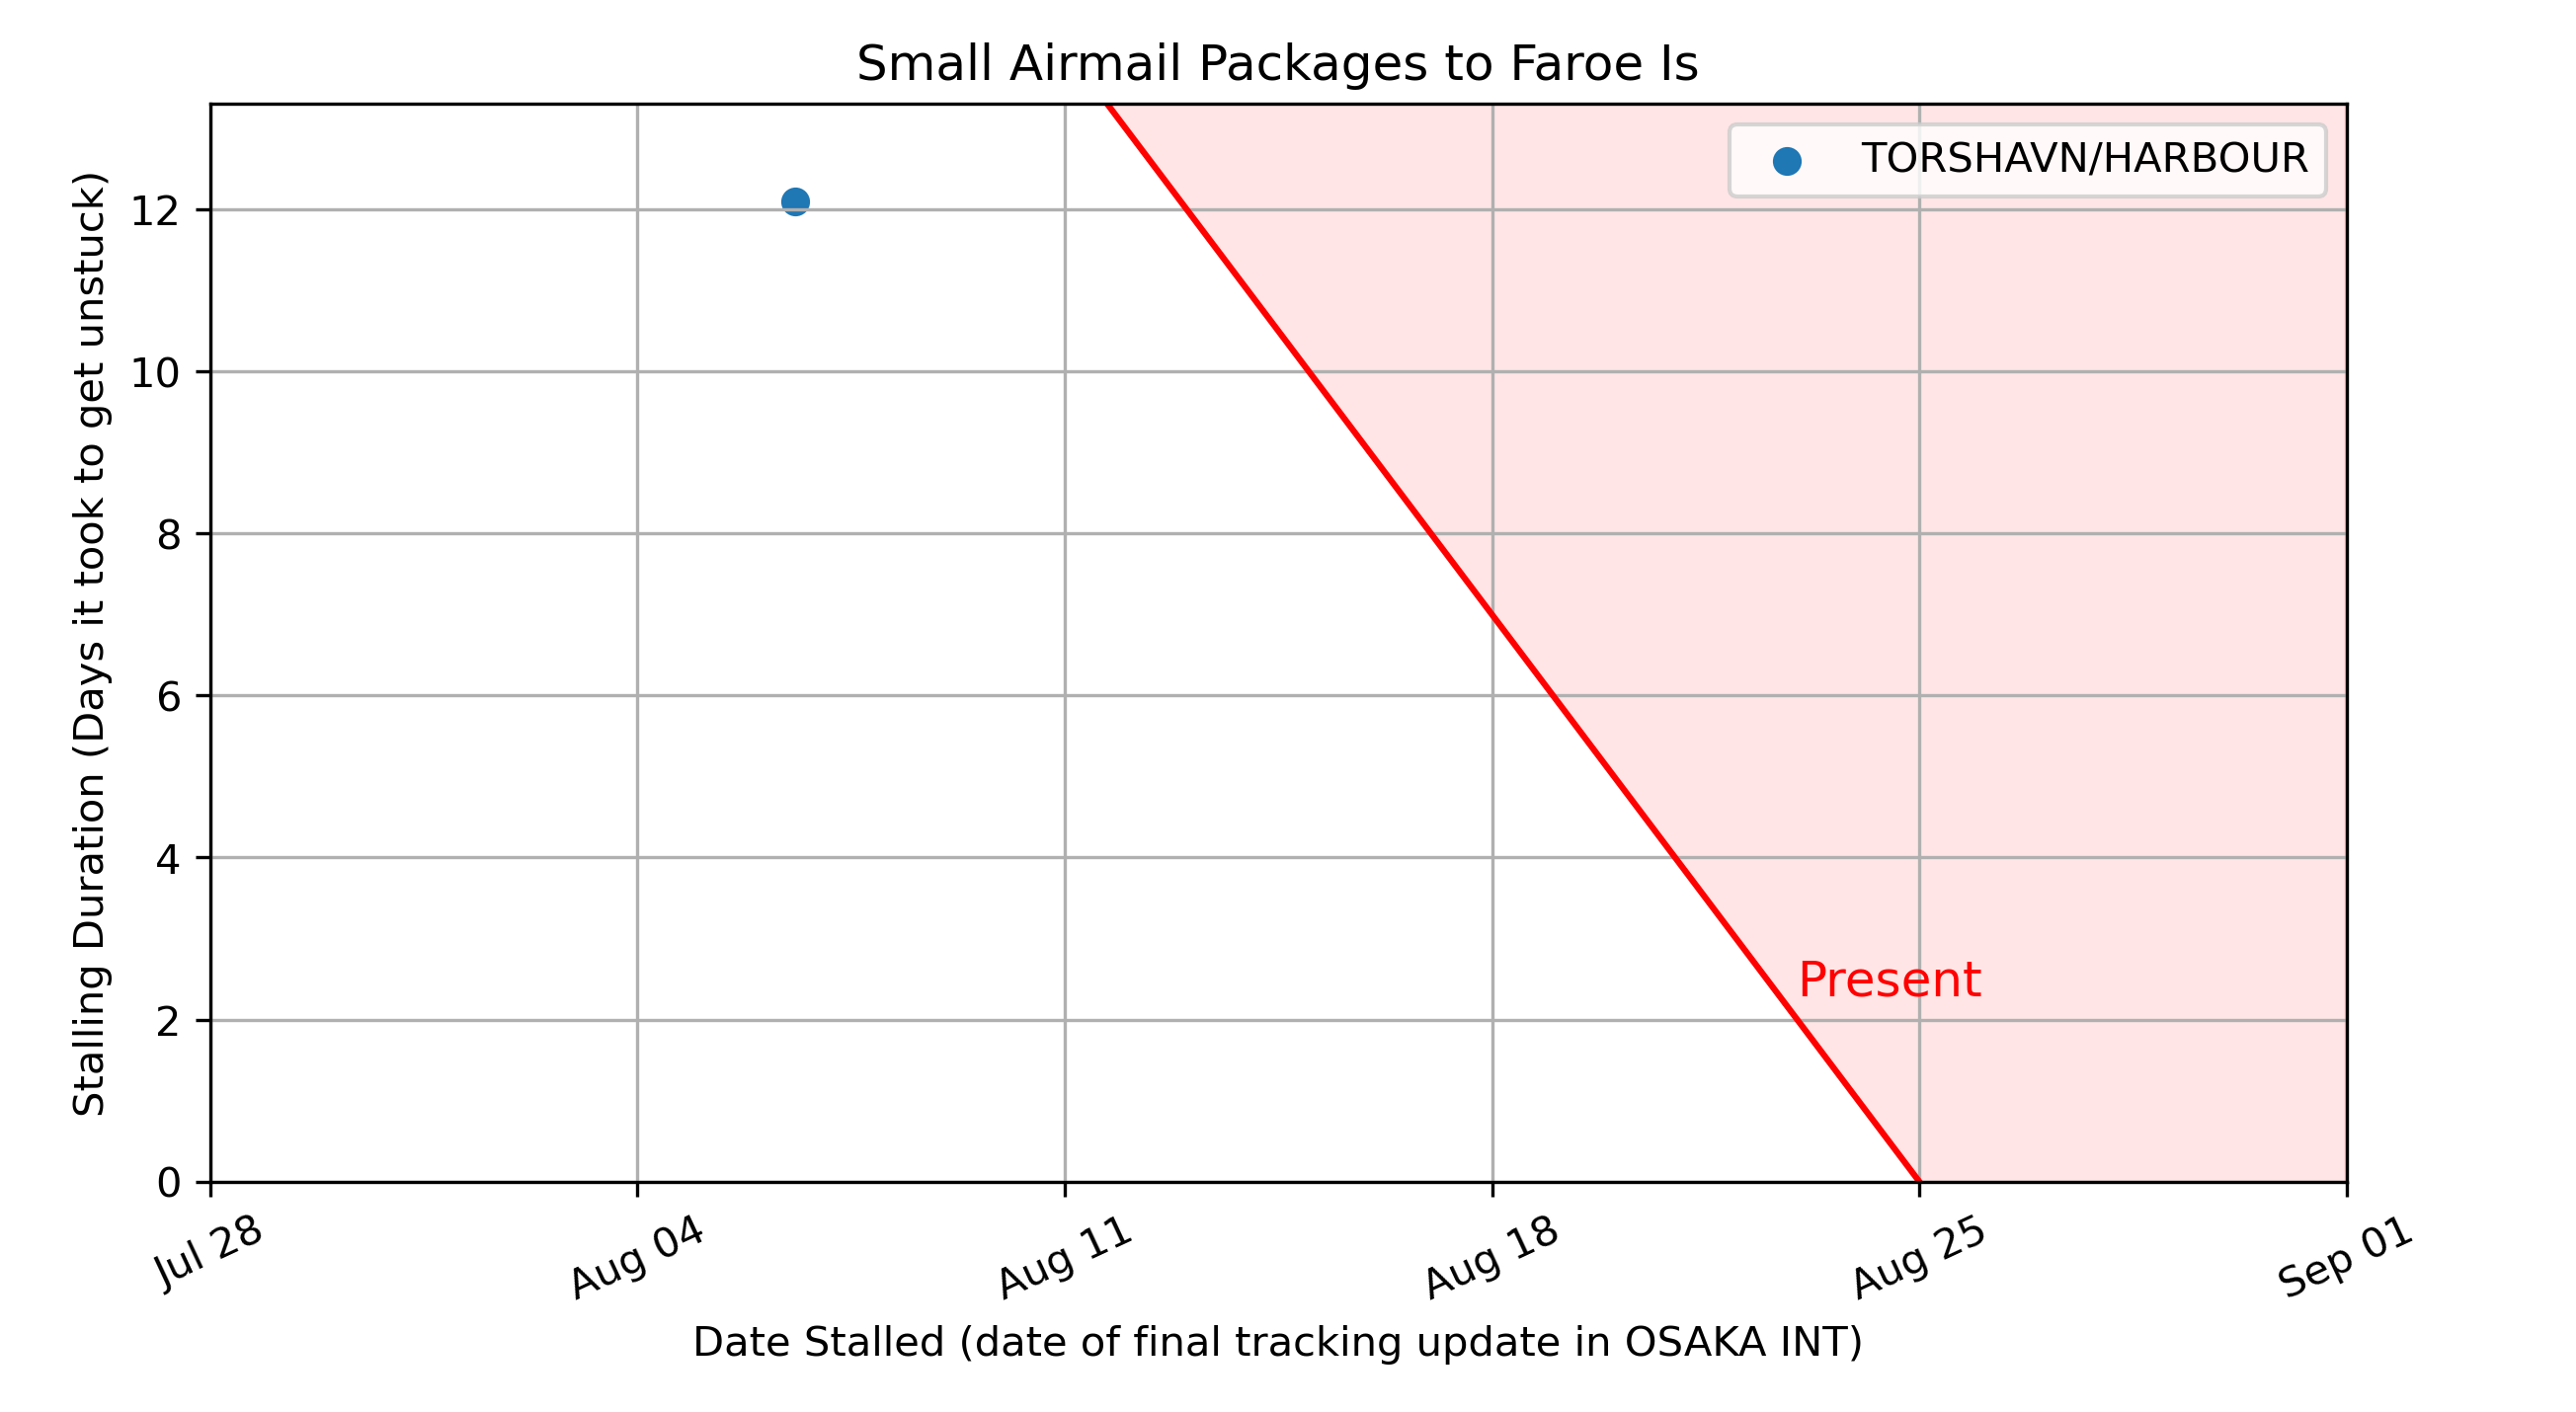 Small Airmail Packages to Faroe Is
TORSHAVN/HARBOUR
Stalling Duration (Days it took to get unstuck)
12
10
8
6
4
2
0
Present
Jul 28
Aug 04
Aug 11
Aug 18
Aug 25
Sep 01
Date Stalled (date of final tracking update in OSAKA INT)